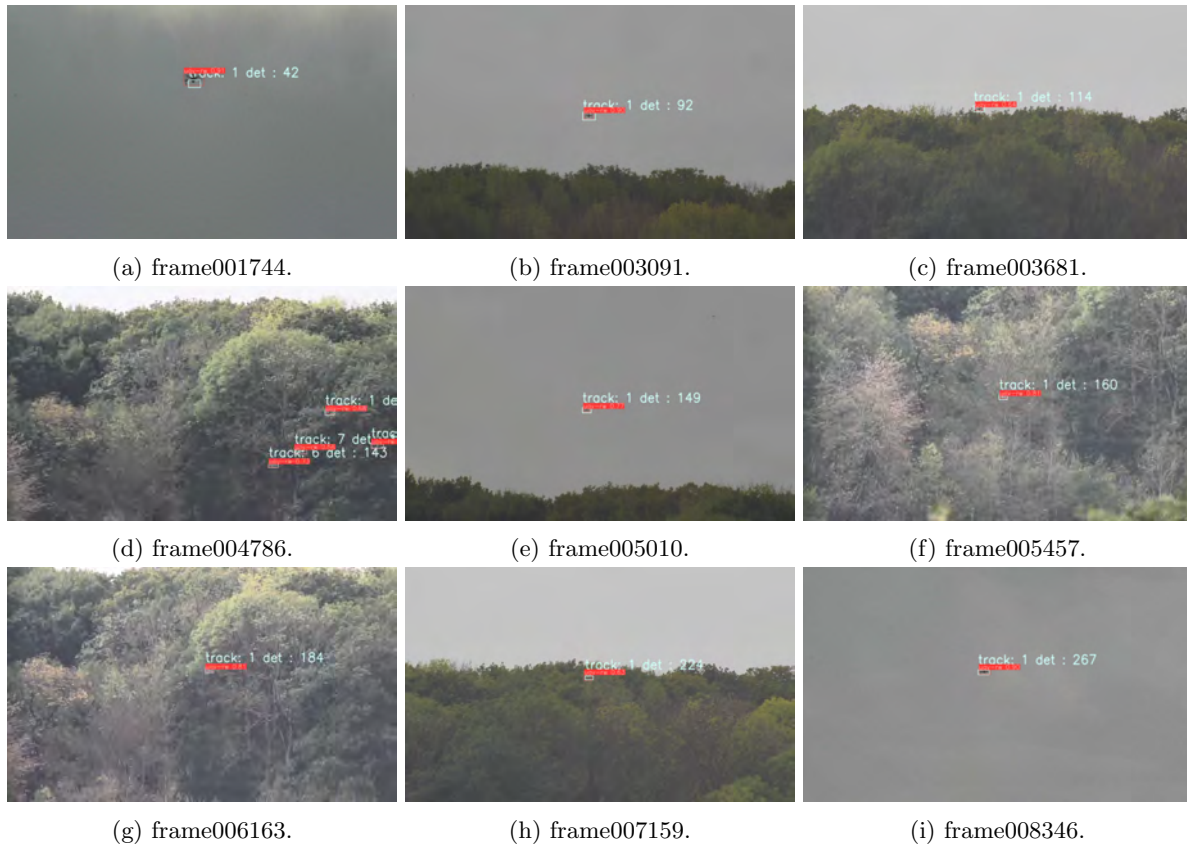 track: 1 det : 42
(a) frame001744.
track: 1 det : 92
(b) frame003091.
track: 1 det : 114
(c) frame003681.
track: 1 de
track: 7 det
track:
track: 6 det : 143
(d) frame004786.
track: 1 det : 149
(e) frame005010.
track: 1 det : 160
(f) frame005457.
track: 1 det : 184
(g) frame006163.
track: 1 det : 224
(h) frame007159.
track: 1 det : 267
(i) frame008346.